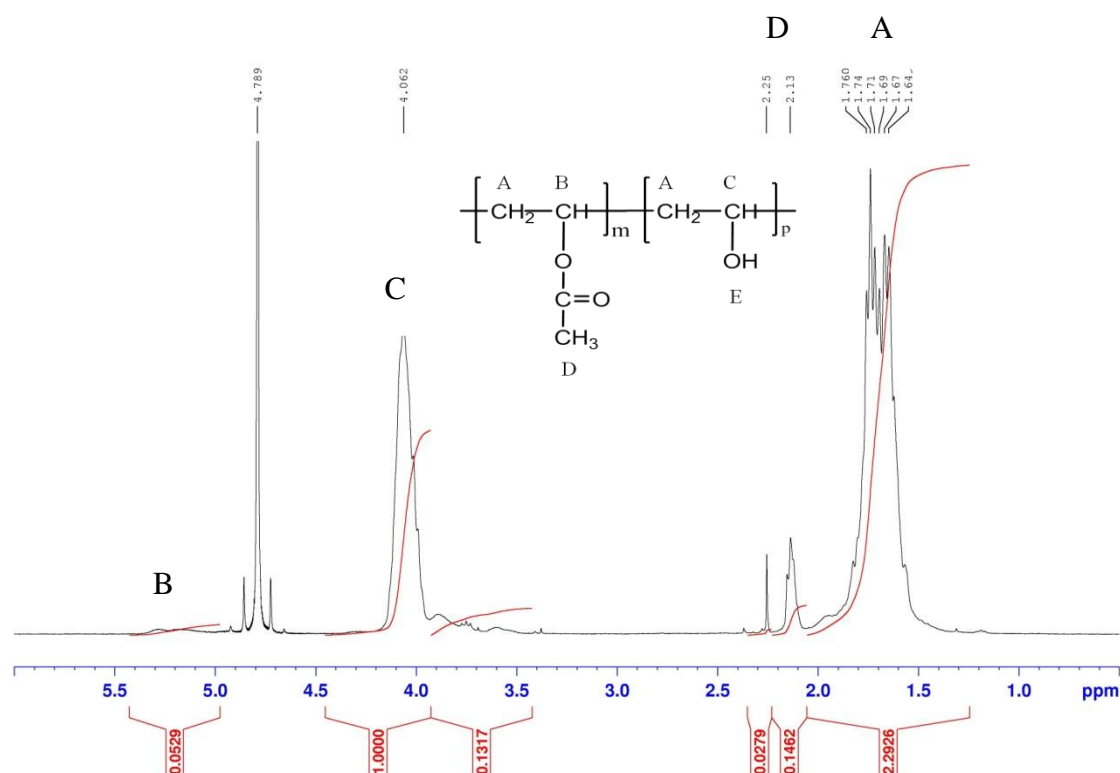 D A
4.789 4.062 2.25 2.13 1.760 1.74 1.71 1.69 1.67 1.64
A B A C
CH2 CH m CH2 CH p
O OH
C C=O E
CH3
D
B
5.5 5.0 4.5 4.0 3.5 3.0 2.5 2.0 1.5 1.0 ppm
0.0529 1.0000 0.1317 0.0279 0.1462 2.2926